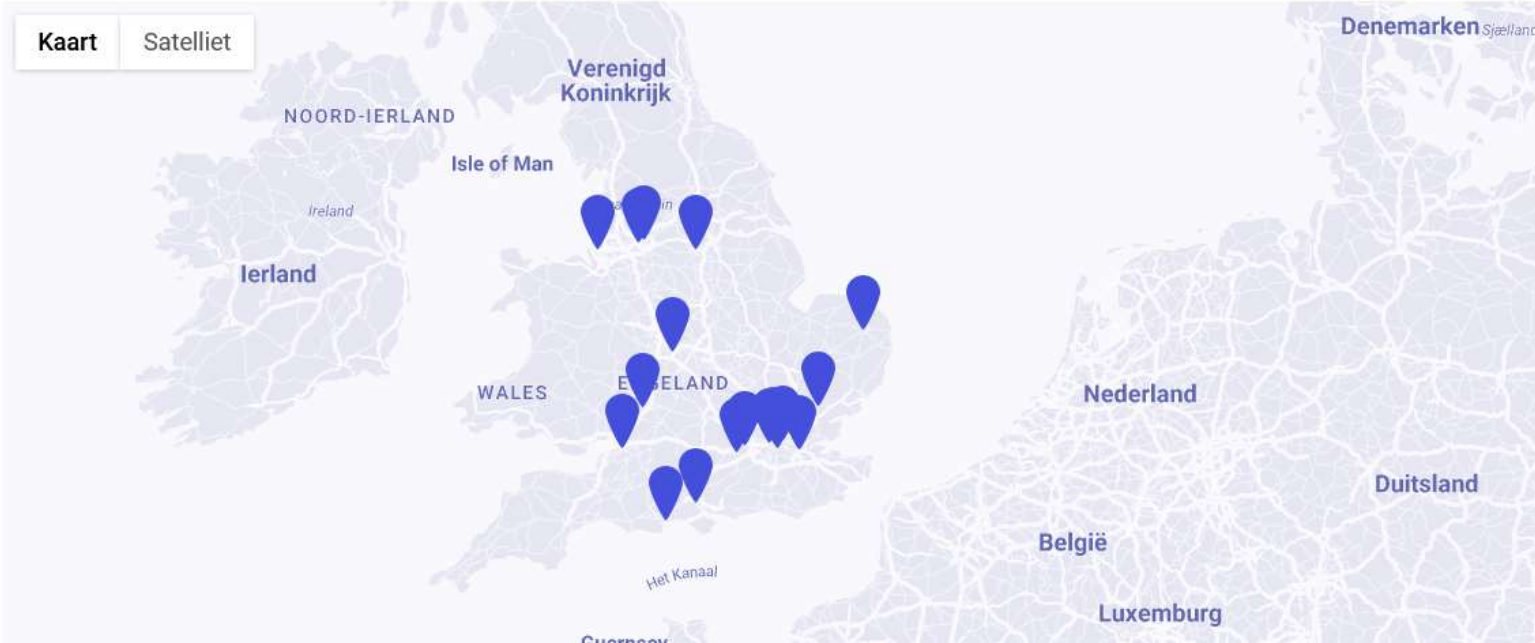 Kaart
Satelliet
Denemarken
Sjælland
Verenigd
Koninkrijk
NOORD-IERLAND
Isle of Man
Ireland
Ierland
WALES
Nederland
Duitsland
België
Het Kanaal
Luxemburg
Guernsey